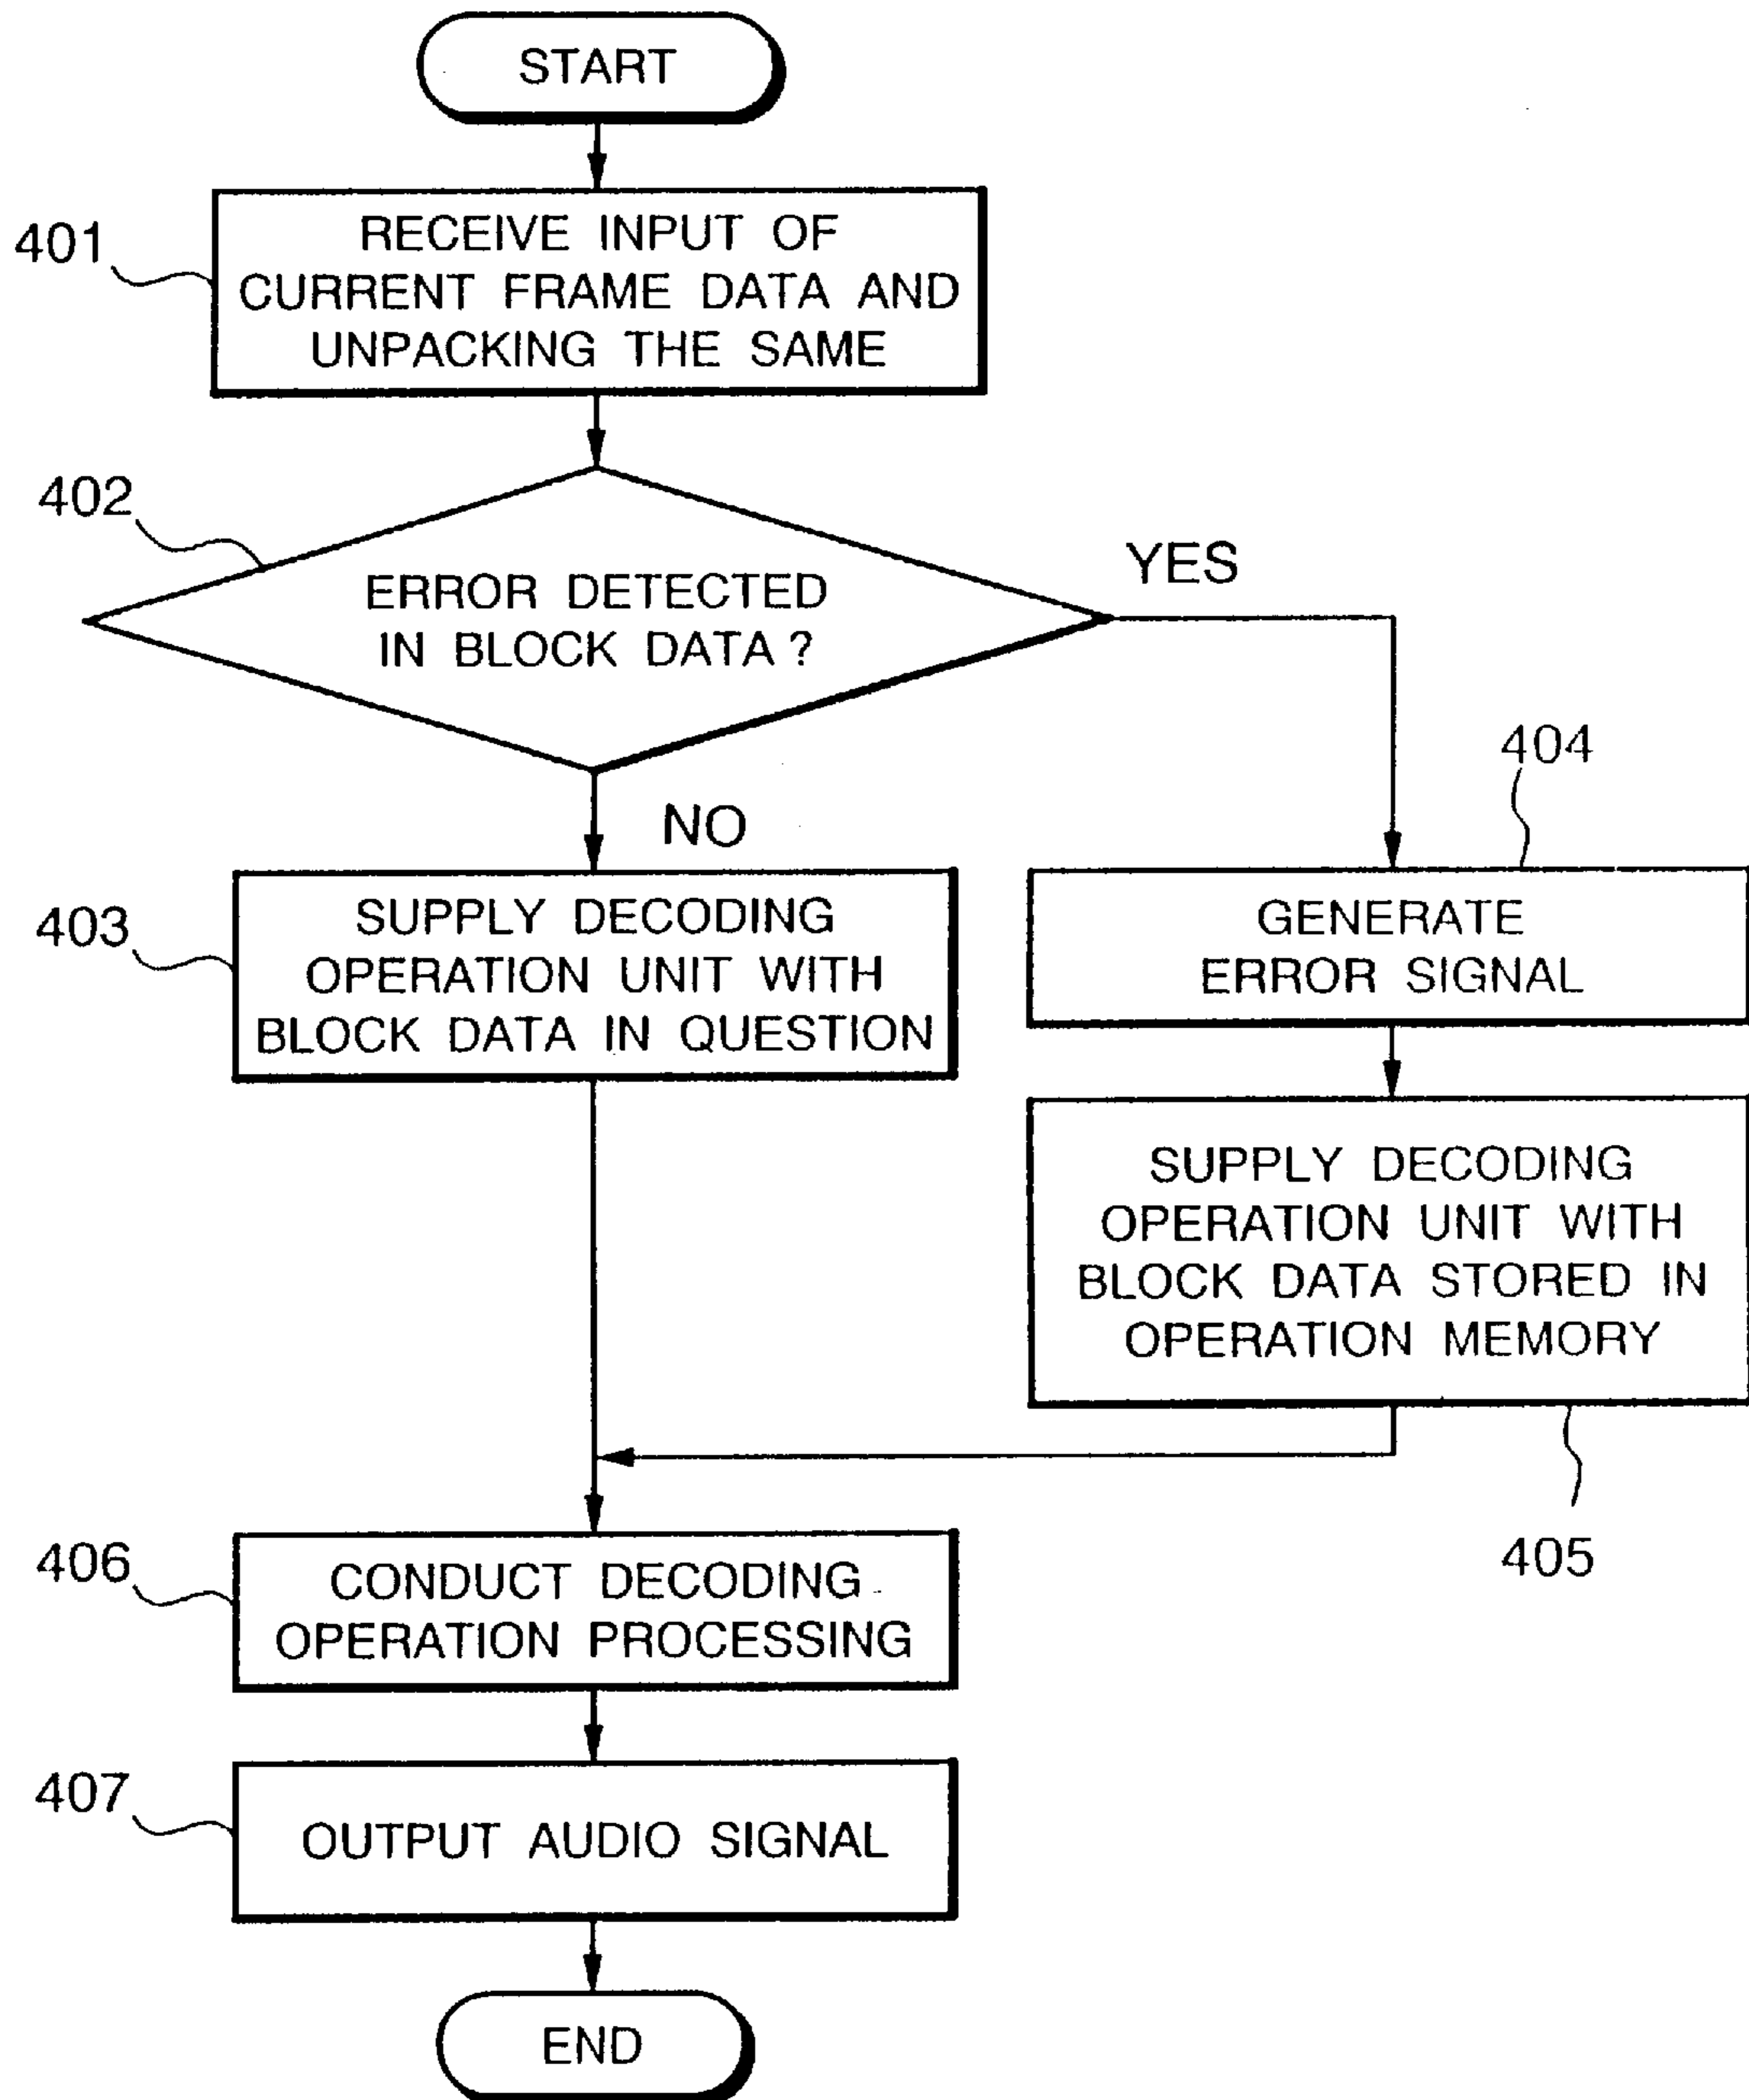 START
401
RECEIVE INPUT OF
CURRENT FRAME DATA AND
UNPACKING THE SAME
402
ERROR DETECTED
IN BLOCK DATA ?
YES
NO
403
SUPPLY DECODING
OPERATION UNIT WITH
BLOCK DATA IN QUESTION
404
GENERATE
ERROR SIGNAL
SUPPLY DECODING
OPERATION UNIT WITH
BLOCK DATA STORED IN
OPERATION MEMORY
405
406
CONDUCT DECODING
OPERATION PROCESSING
407
OUTPUT AUDIO SIGNAL
END